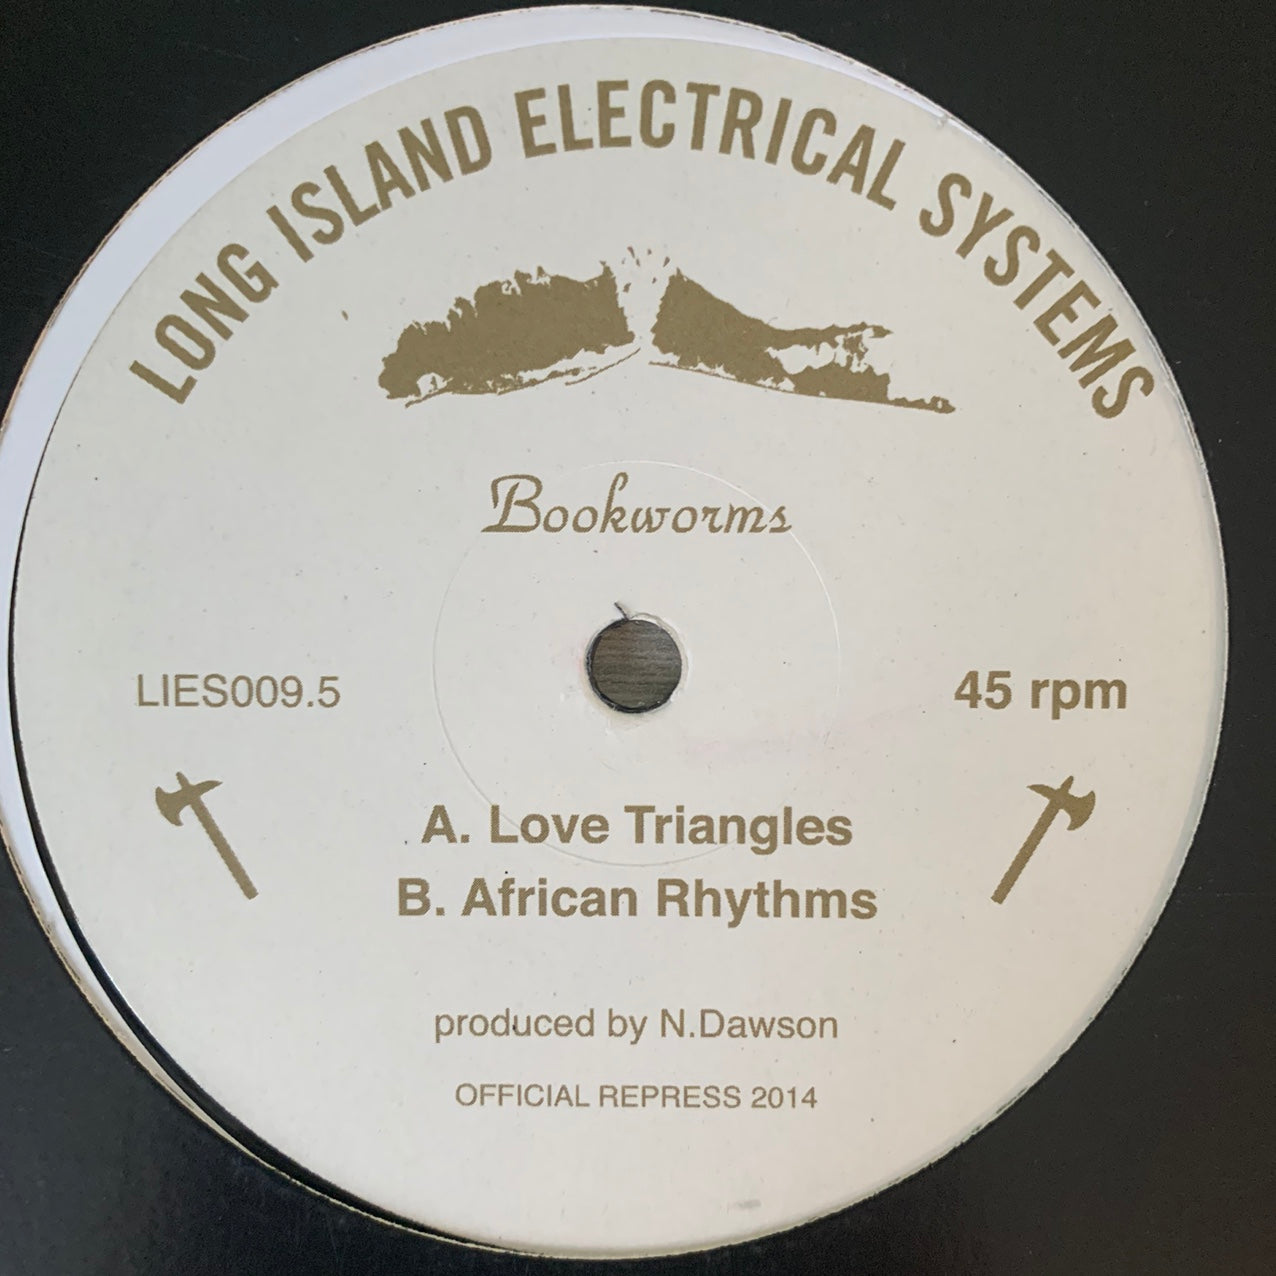 LONG ISLAND ELECTRICAL SYSTEMS
Bookworms
LIES009.5
45 rpm
A. Love Triangles
B. African Rhythms
produced by N.Dawson
OFFICIAL REPRESS 2014